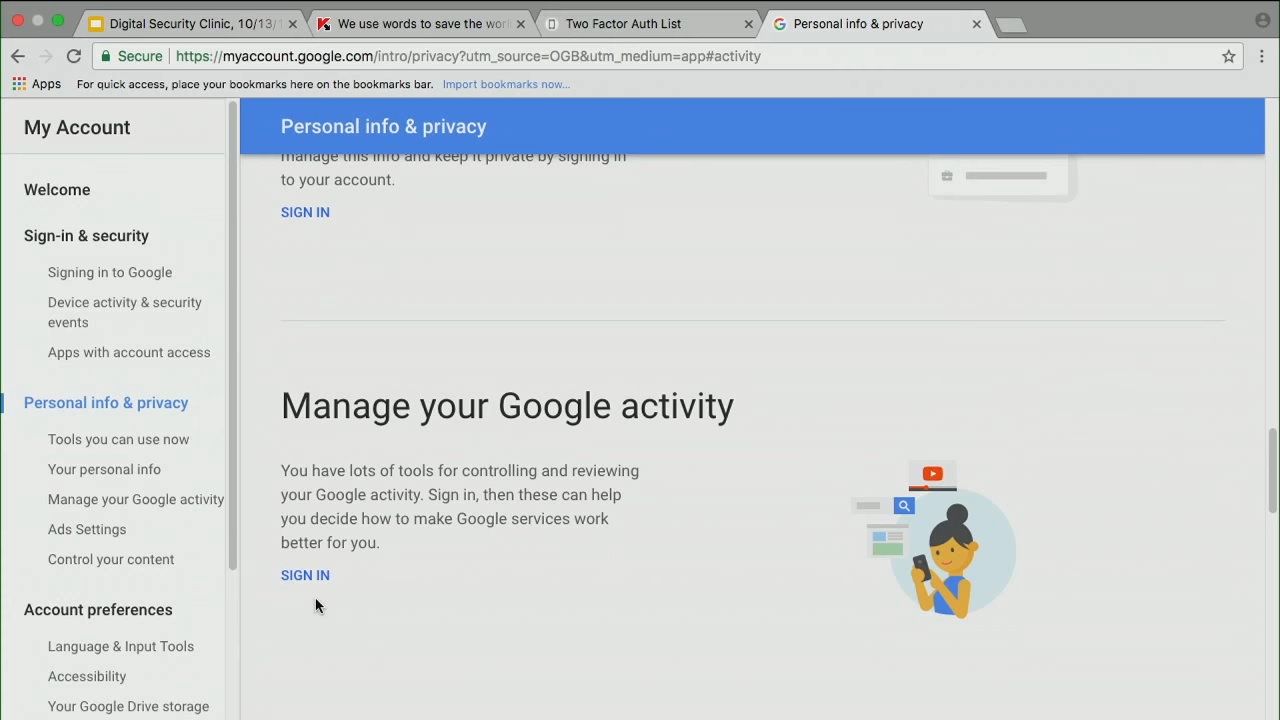 Digital Security Clinic, 10/13/1
We use words to save the worl
Two Factor Auth List
Personal info & privacy
Secure
https://myaccount.google.com/intro/privacy?utm_source=OGB&utm_medium=app#activity
Apps
For quick access, place your bookmarks here on the bookmarks bar.
Import bookmarks now...
My Account
Welcome
Sign-in & security
Signing in to Google
Device activity & security
events
Apps with account access
Personal info & privacy
Tools you can use now
Your personal info
Manage your Google activity
Ads Settings
Control your content
Account preferences
Language & Input Tools
Accessibility
Your Google Drive storage
Personal info & privacy
manage this info and keep it private by signing in
to your account.
SIGN IN
Manage your Google activity
You have lots of tools for controlling and reviewing
your Google activity. Sign in, then these can help
you decide how to make Google services work
better for you.
SIGN IN